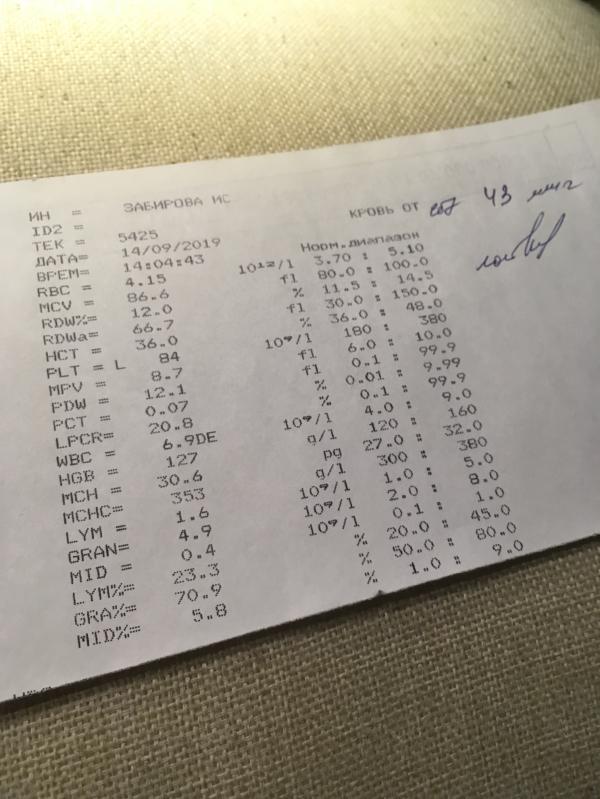 ИН = ЗАБИРОВА ИС КРОВЬ ОТ
ID2 =
ТЕК = 5425
ДАТА= 14/09/2019 Норм.диапазон
ВРЕМ= 14:04:43
RBC = 4.15 10¹²/l 3.70 : 5.10
MCV = 86.6 fl 80.0 : 100.0
RDW%= 12.0 % 11.5 : 14.5
RDWa= 66.7 fl 30.0 : 150.0
HCT = 36.0 % 36.0 : 48.0
PLT = L 84 10⁹/l 180 : 380
MPV = 8.7 fl 6.0 : 10.0
PDW = 12.1 fl 0.1 : 99.9
PCT = 0.07 % 0.01 : 9.99
LPCR= 20.8 % 0.1 : 99.9
WBC = 6.9DE 10⁹/l 4.0 : 9.0
HGB = 127 g/l 120 : 160
MCH = 30.6 pg 27.0 : 32.0
MCHC= 353 g/l 300 : 380
LYM = 1.6 10⁹/l 1.0 : 5.0
GRAN= 4.9 10⁹/l 2.0 : 8.0
MID = 0.4 10⁹/l 0.1 : 1.0
LYM%= 23.3 % 20.0 : 45.0
GRA%= 70.9 % 50.0 : 80.0
MID%= 5.8 % 1.0 : 9.0
43